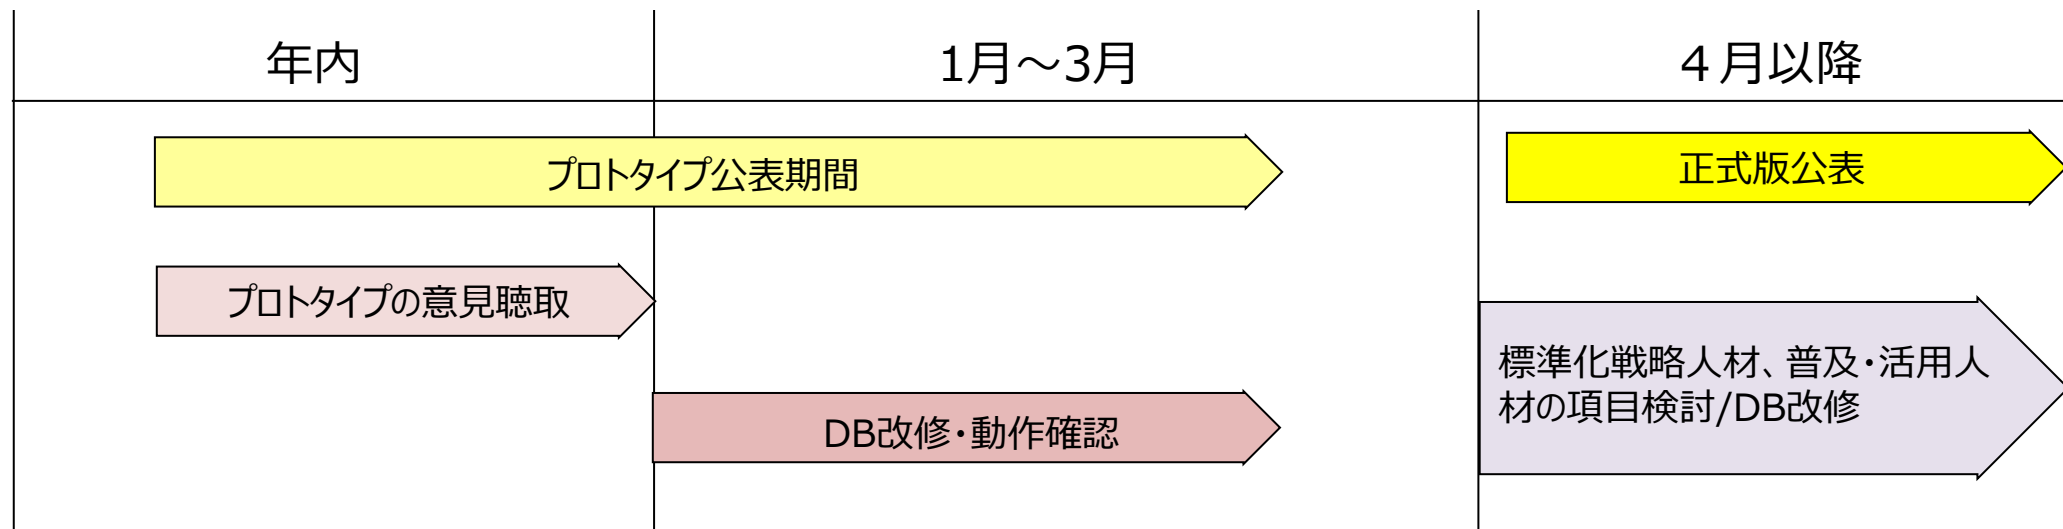 年内
1月～3月
４月以降
プロトタイプ公表期間
正式版公表
プロトタイプの意見聴取
標準化戦略人材、普及・活用人
材の項目検討/DB改修
DB改修・動作確認